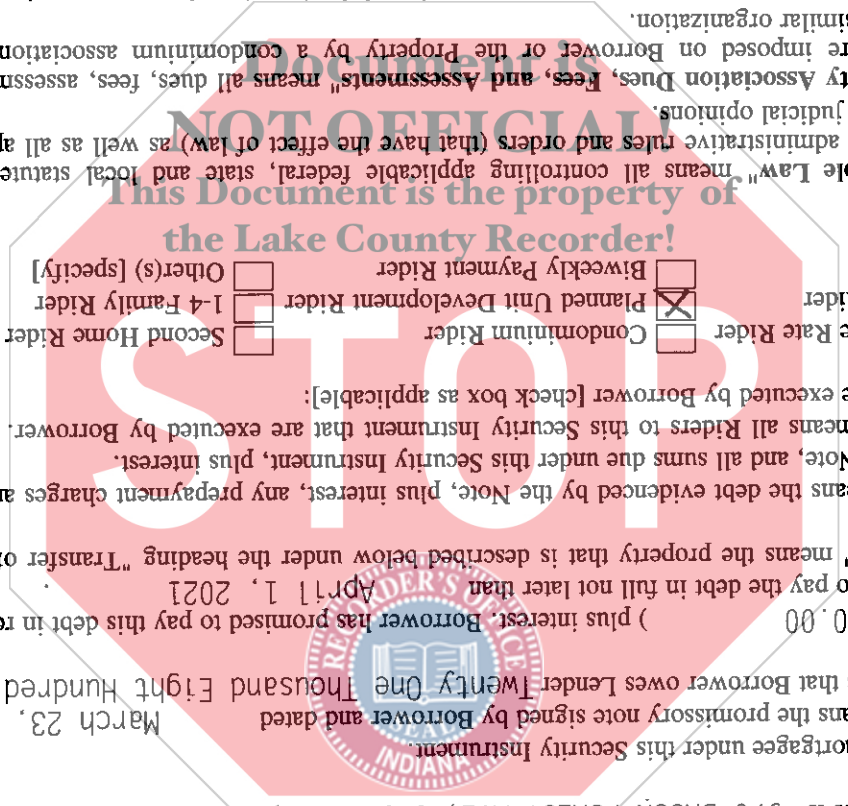 Document is
NOT OFFICIAL!
This Document is the property of
the Lake County Recorder!
STOP
RECORDER'S OFFICE
SEAL
INDIANA
ortgagee under this Security Instrument.
ans the promissory note signed by Borrower and dated March 23,
that Borrower owes Lender Twenty One Thousand Eight Hundred
0.00 ) plus interest. Borrower has promised to pay this debt in re
o pay the debt in full not later than April 1, 2021 .
" means the property that is described below under the heading "Transfer o
ans the debt evidenced by the Note, plus interest, any prepayment charges an
Note, and all sums due under this Security Instrument, plus interest.
means all Riders to this Security Instrument that are executed by Borrower.
e executed by Borrower [check box as applicable]:
e Rate Rider Condominium Rider Second Home Rider
ider X Planned Unit Development Rider 1-4 Family Rider
Biweekly Payment Rider Other(s) [specify]
ble Law" means all controlling applicable federal, state and local statute
administrative rules and orders (that have the effect of law) as well as all ap
judicial opinions.
ty Association Dues, Fees, and Assessments" means all dues, fees, assessm
re imposed on Borrower or the Property by a condominium association
similar organization.